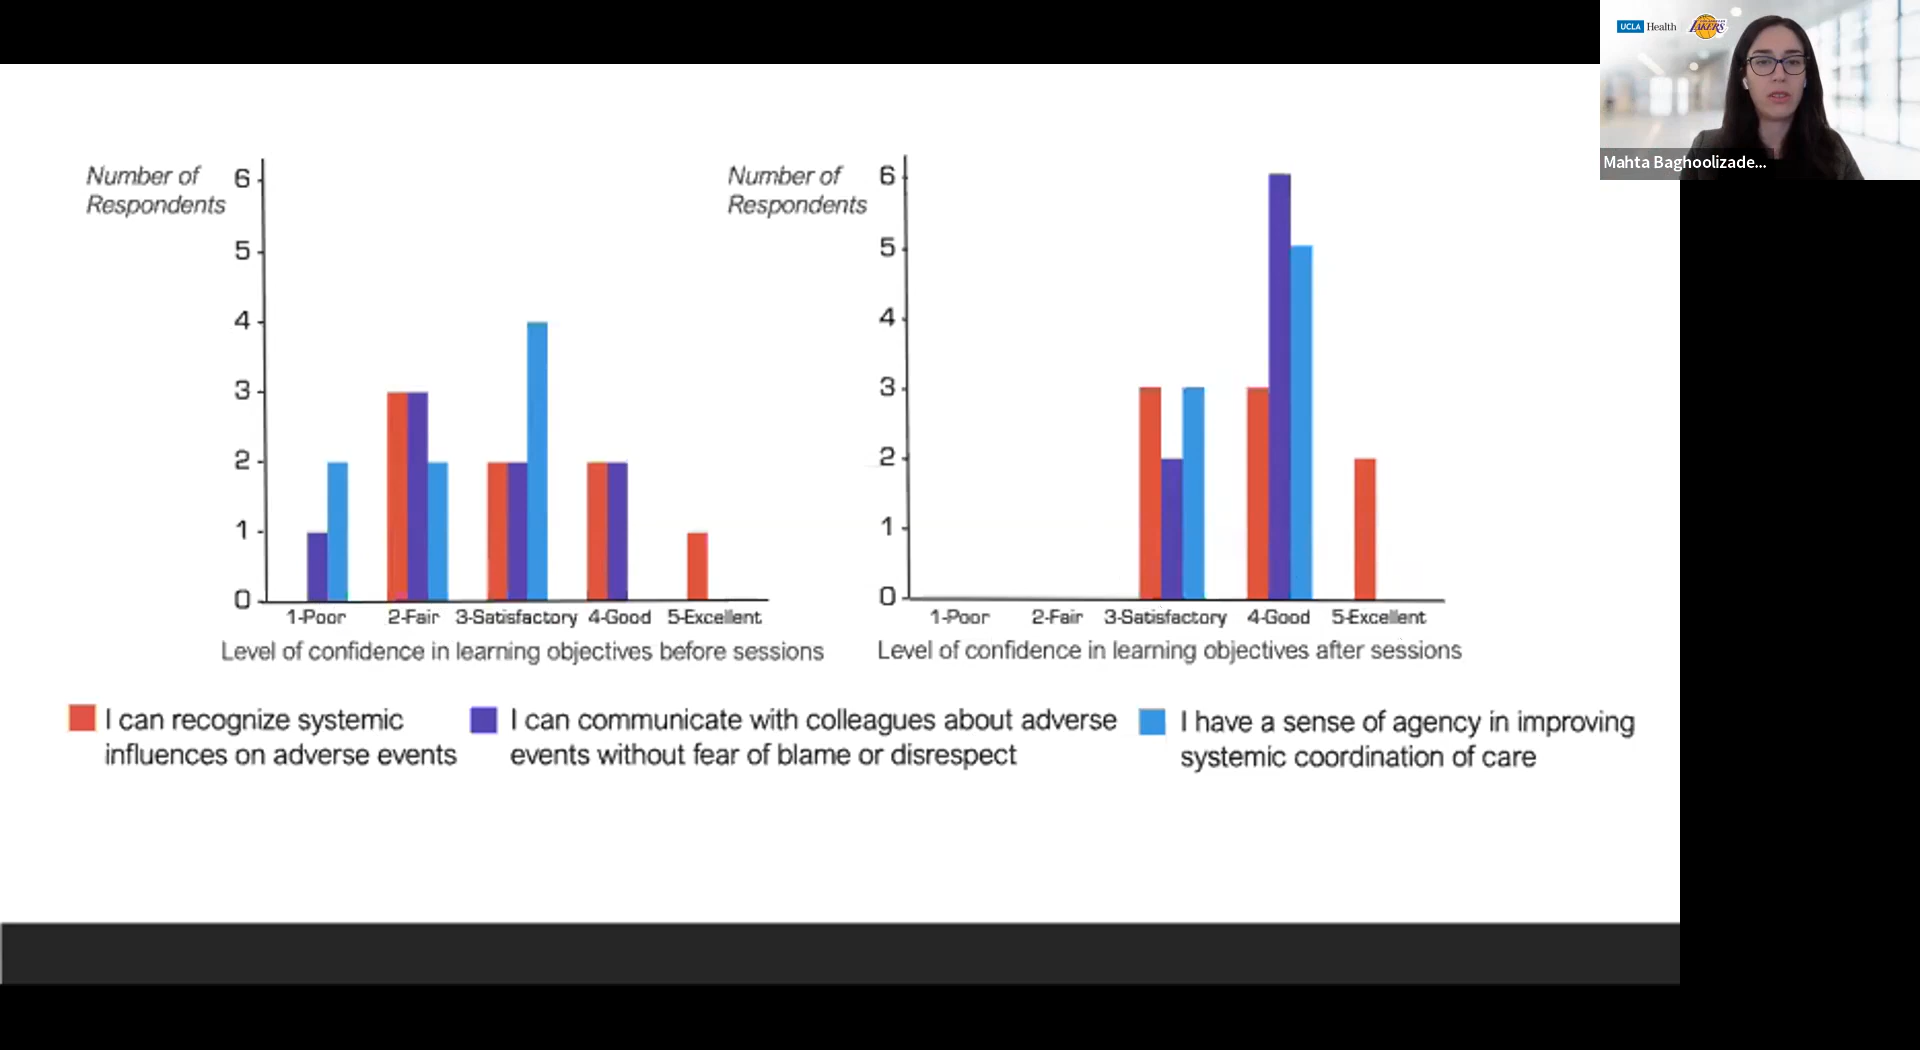 UCLA Health LAKERS
Mahta Baghoolizade...
Number of
Respondents
6
5
4
3
2
1
0
1-Poor 2-Fair 3-Satisfactory 4-Good 5-Excellent
Level of confidence in learning objectives before sessions
Number of
Respondents
6
5
4
3
2
1
0
1-Poor 2-Fair 3-Satisfactory 4-Good 5-Excellent
Level of confidence in learning objectives after sessions
I can recognize systemic
influences on adverse events
I can communicate with colleagues about adverse
events without fear of blame or disrespect
I have a sense of agency in improving
systemic coordination of care